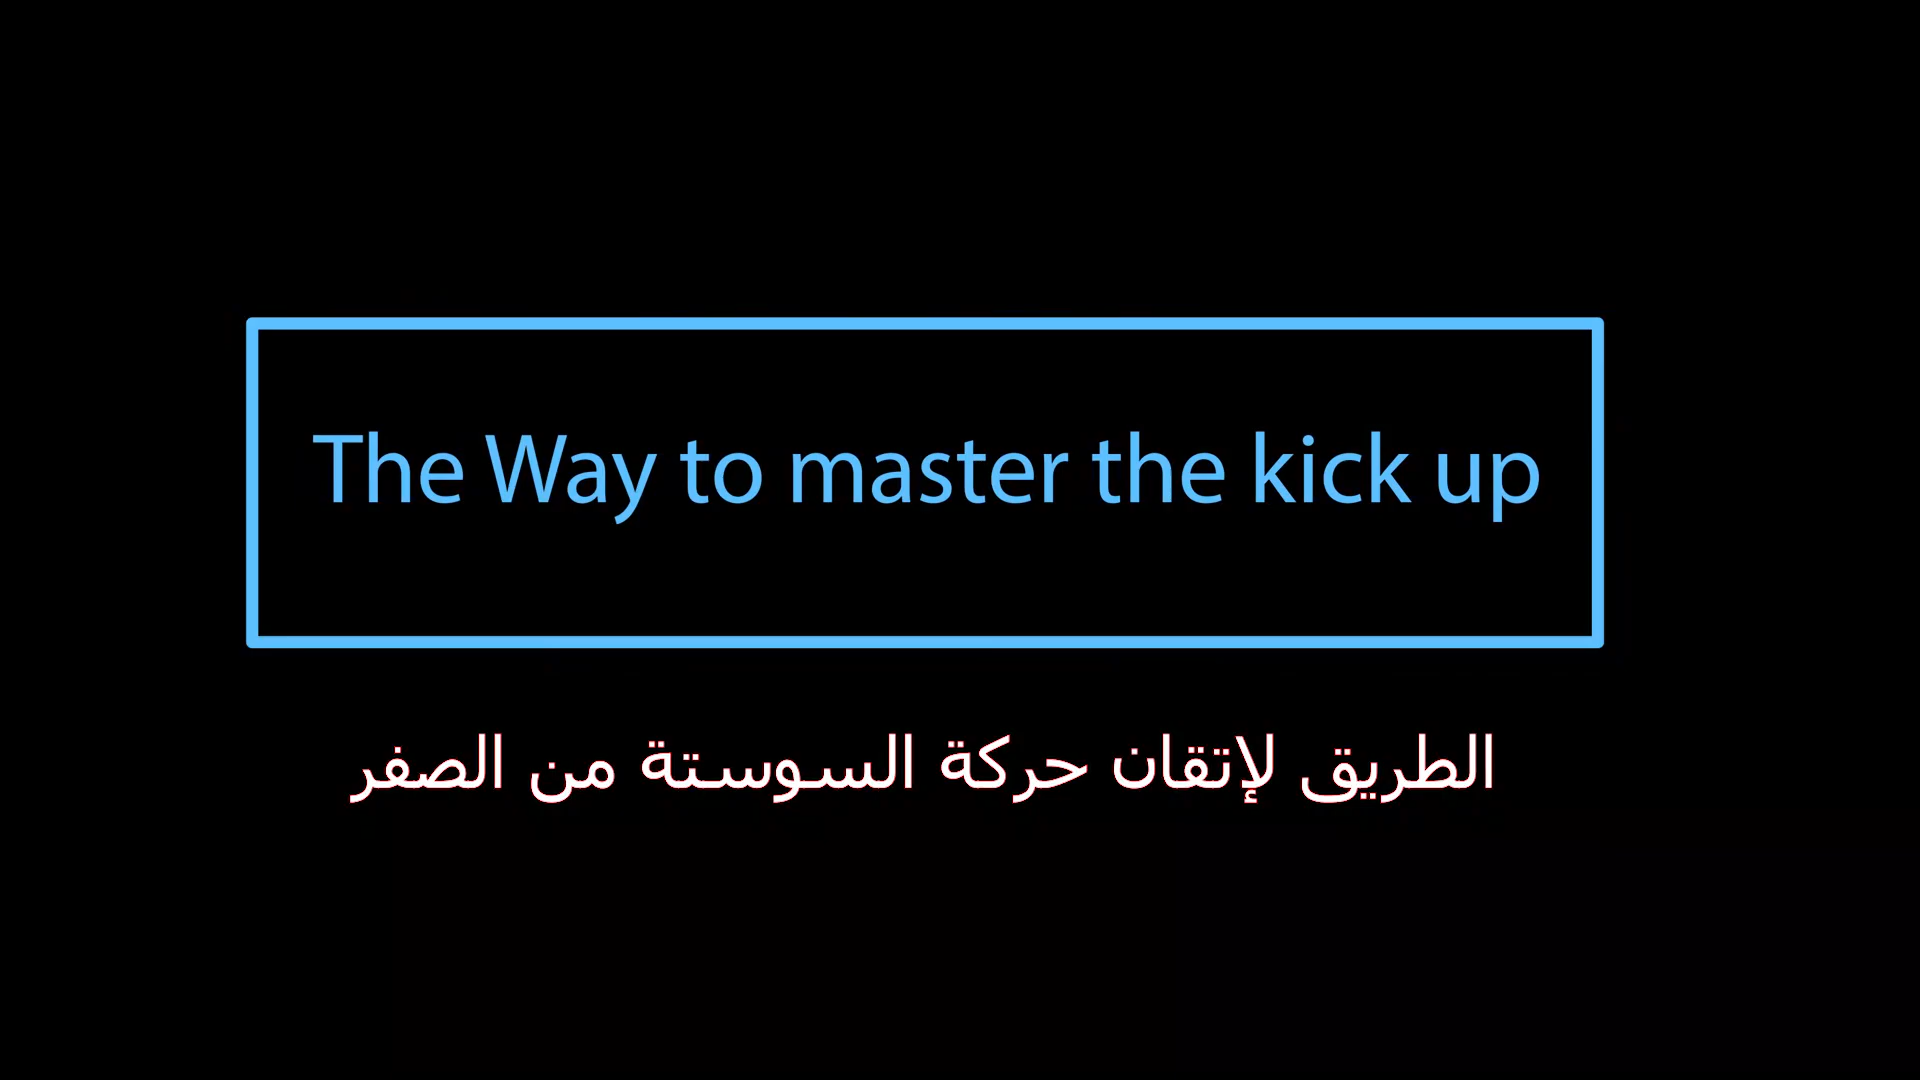 The Way to master the kick up
الطريق لإتقان حركة السوستة من الصفر